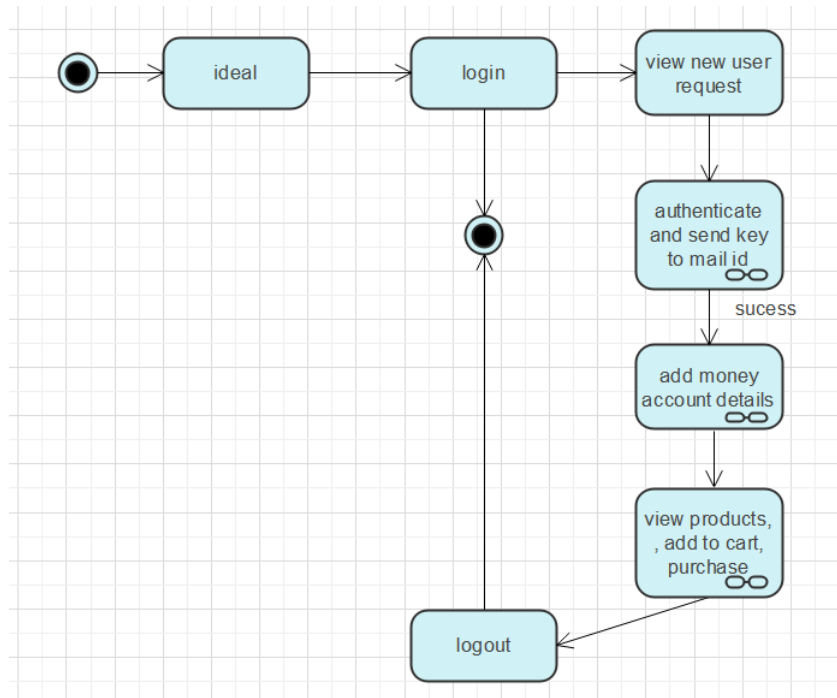 ideal
login
view new user
request
authenticate
and send key
to mail id
sucess
add money
account details
view products,
, add to cart,
purchase
logout